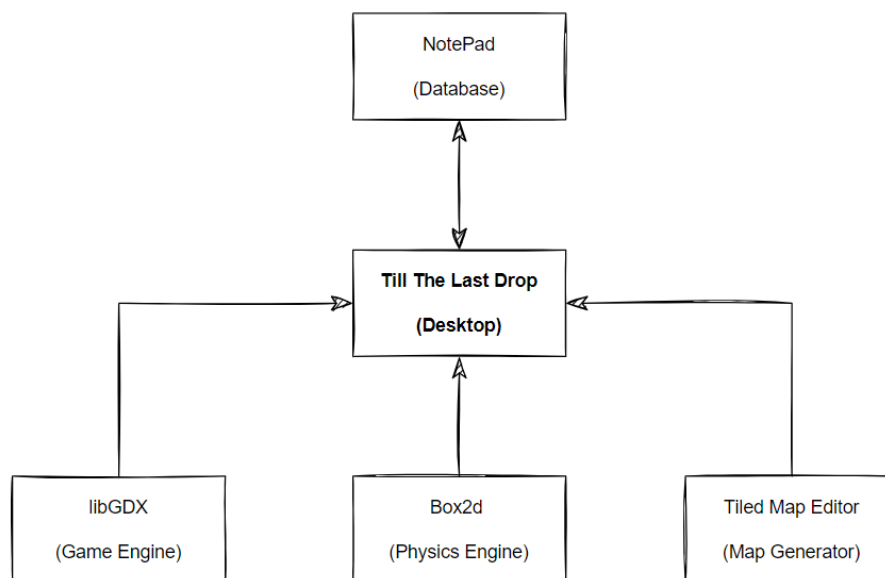 NotePad
(Database)
Till The Last Drop
(Desktop)
libGDX
(Game Engine)
Box2d
(Physics Engine)
Tiled Map Editor
(Map Generator)